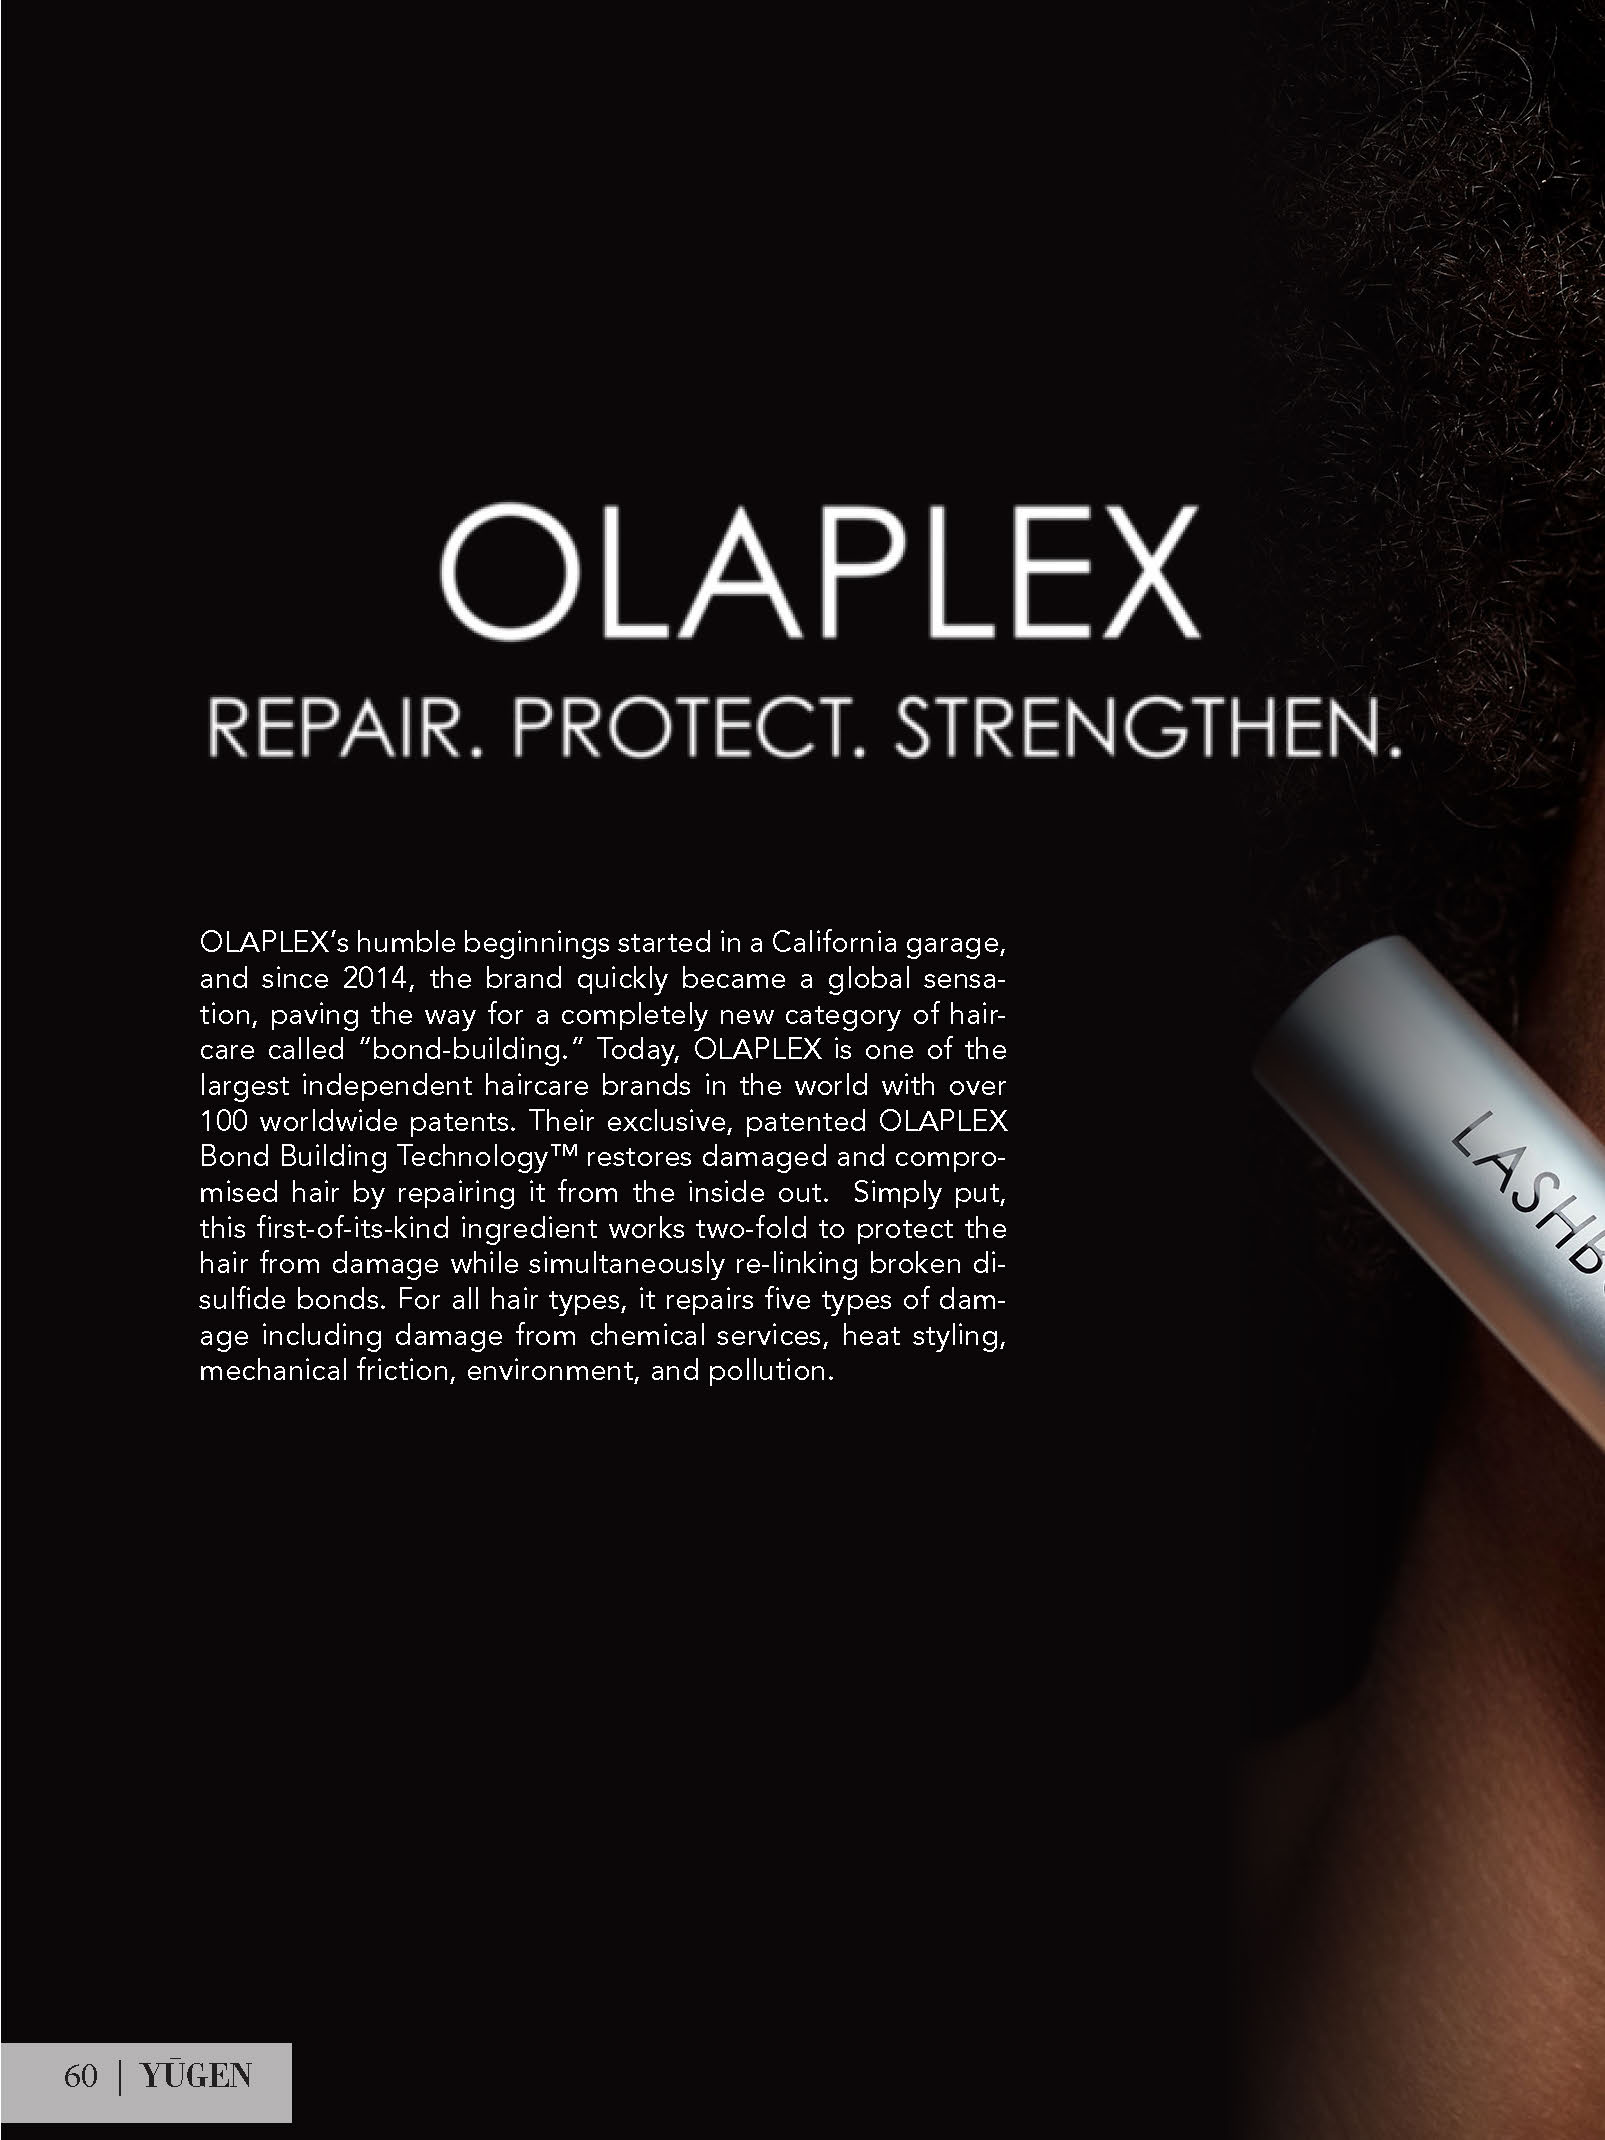 OLAPLEX
REPAIR. PROTECT. STRENGTHEN.
OLAPLEX’s humble beginnings started in a California garage,
and since 2014, the brand quickly became a global sensa-
tion, paving the way for a completely new category of hair-
care called “bond-building.” Today, OLAPLEX is one of the
largest independent haircare brands in the world with over
100 worldwide patents. Their exclusive, patented OLAPLEX
Bond Building Technology™ restores damaged and compro-
mised hair by repairing it from the inside out.  Simply put,
this first-of-its-kind ingredient works two-fold to protect the
hair from damage while simultaneously re-linking broken di-
sulfide bonds. For all hair types, it repairs five types of dam-
age including damage from chemical services, heat styling,
mechanical friction, environment, and pollution.
LASHB
60 | YŪGEN